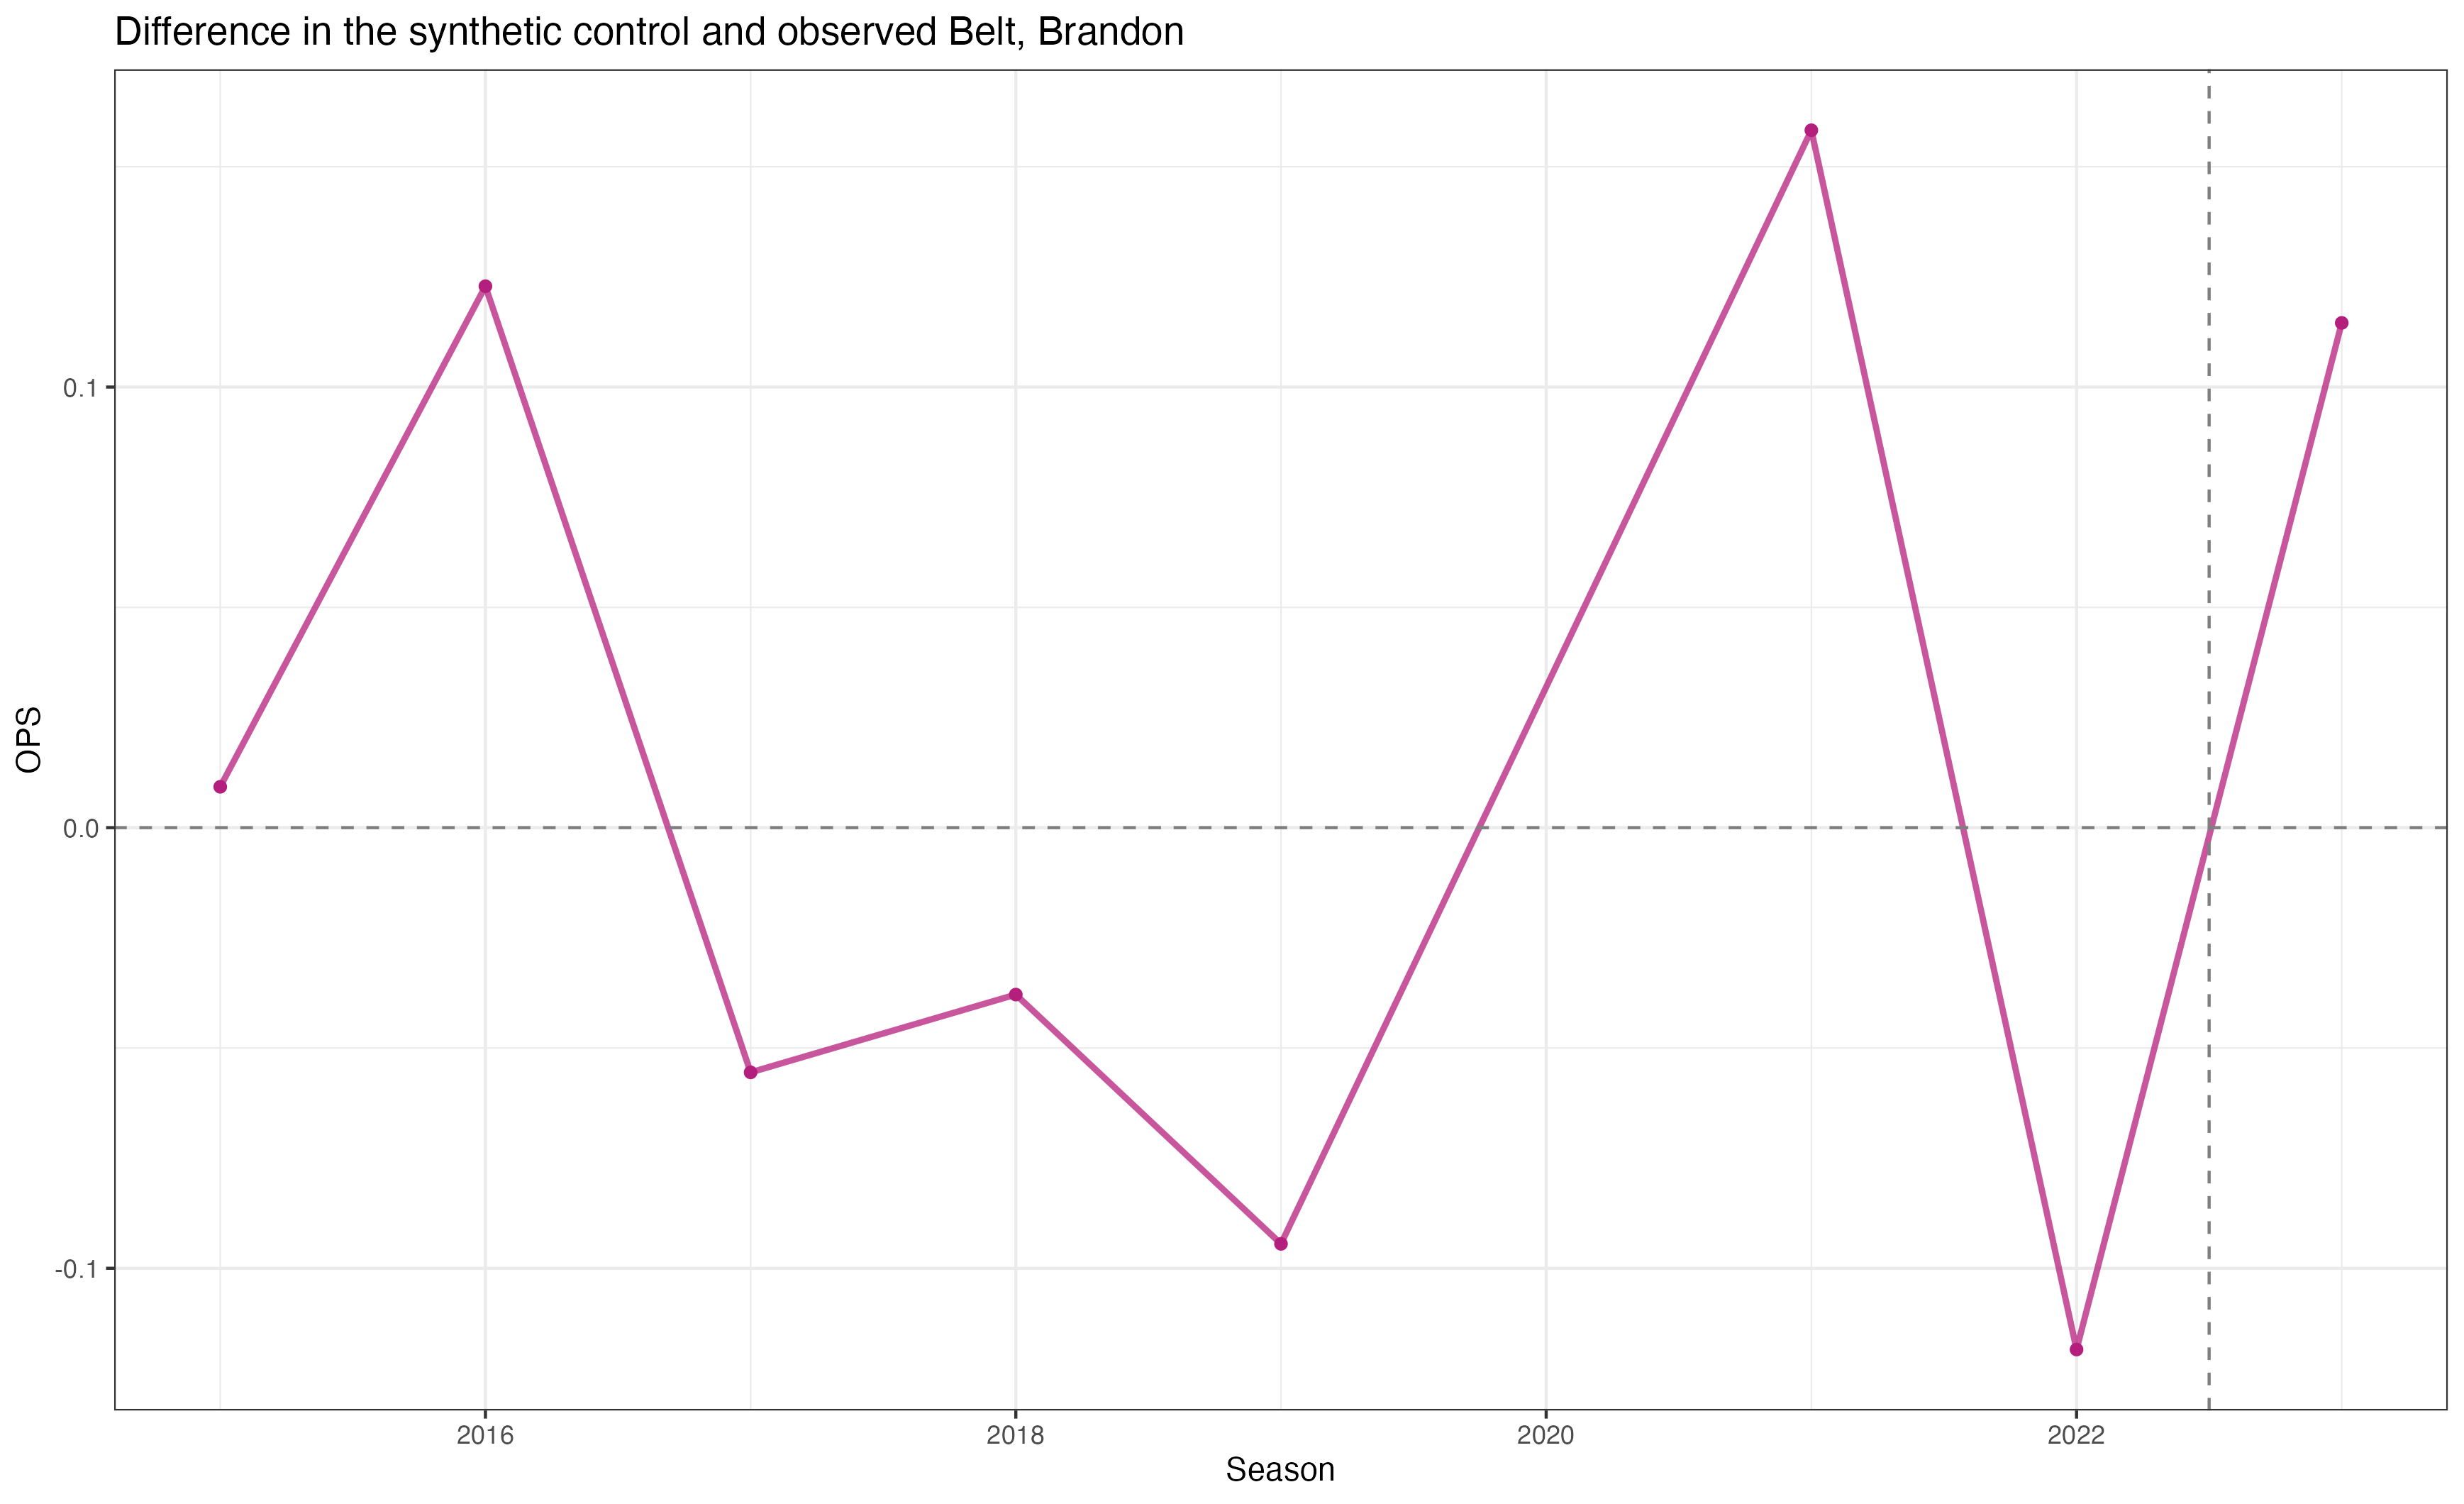 Difference in the synthetic control and observed Belt, Brandon
OPS
0.1
0.0
-0.1
2016
2018
2020
2022
Season